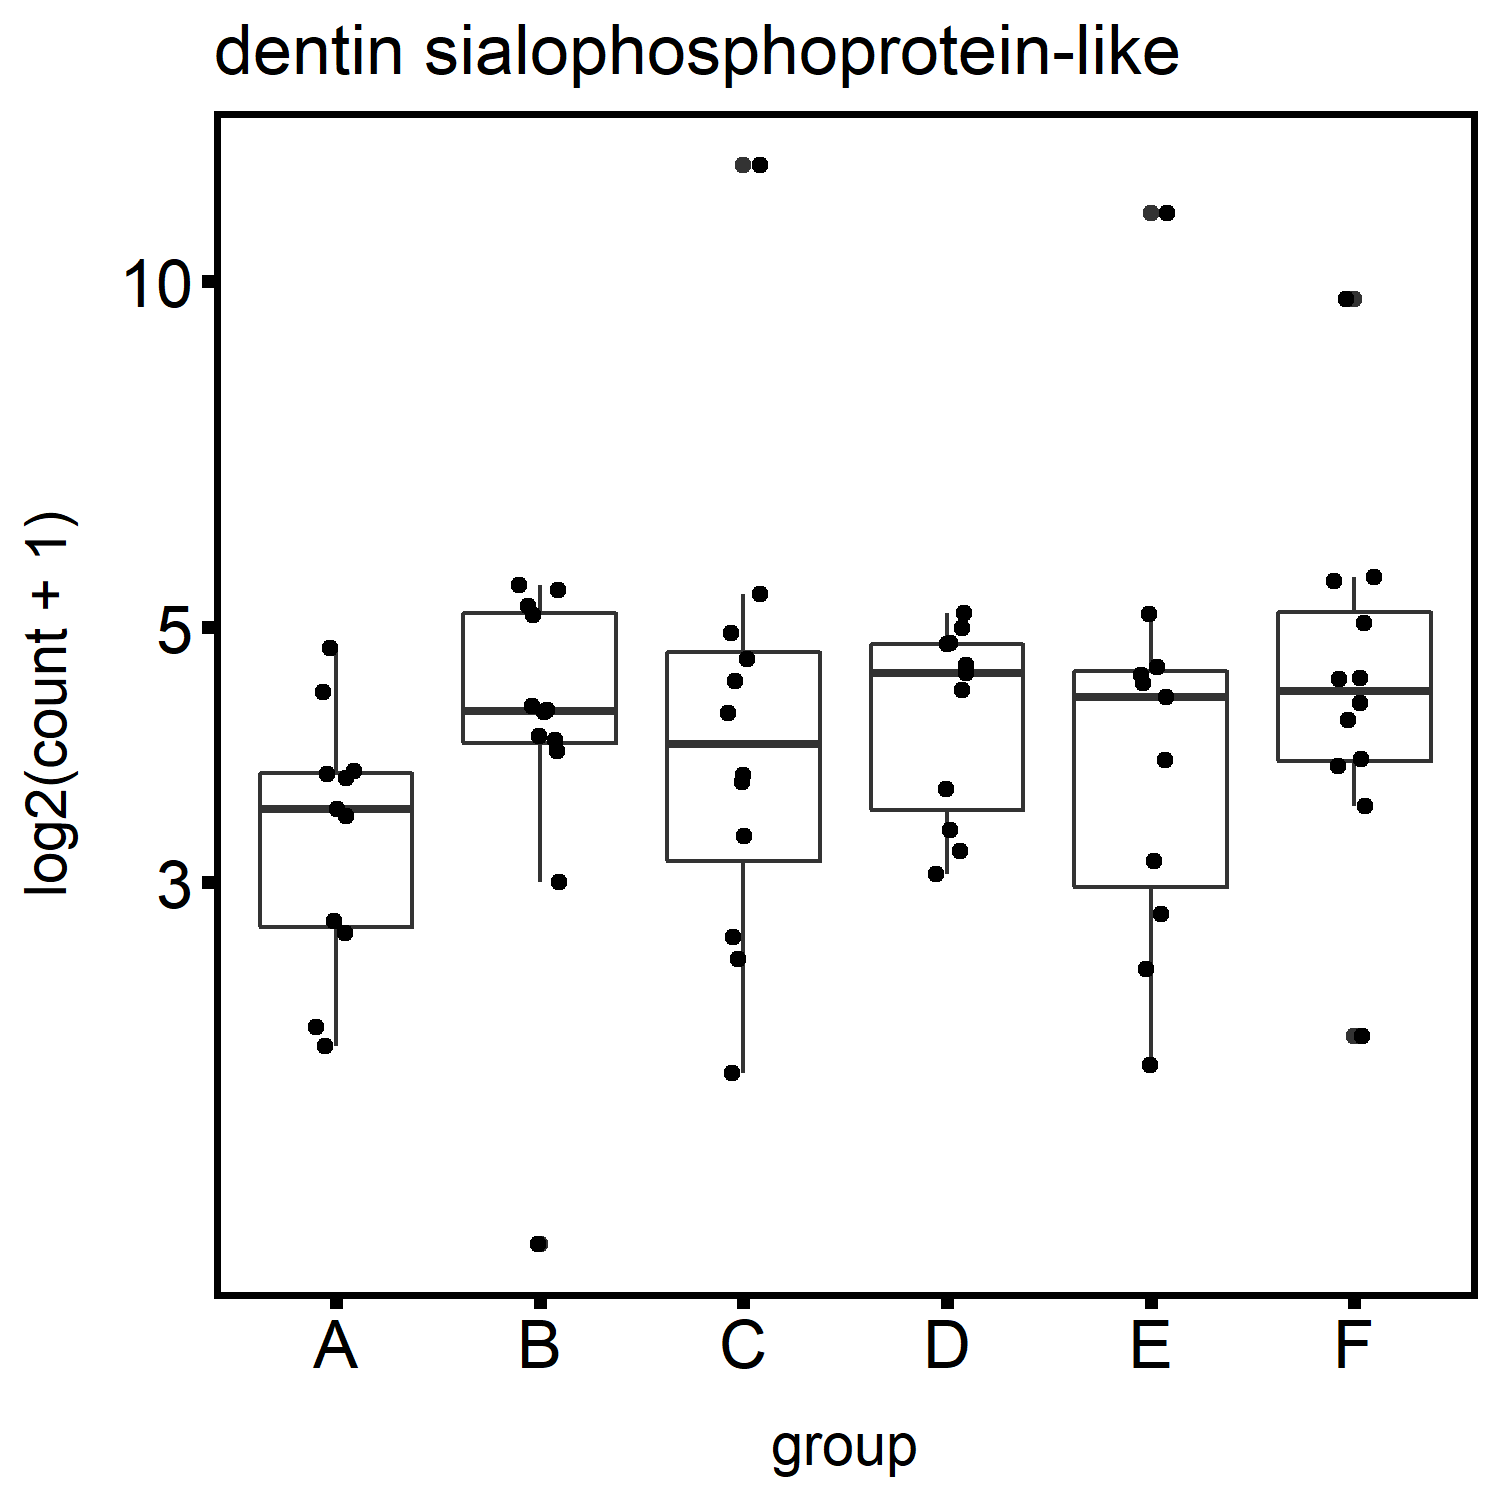 dentin sialophosphoprotein-like
log2(count + 1)
10
5
3
A B C D E F
group